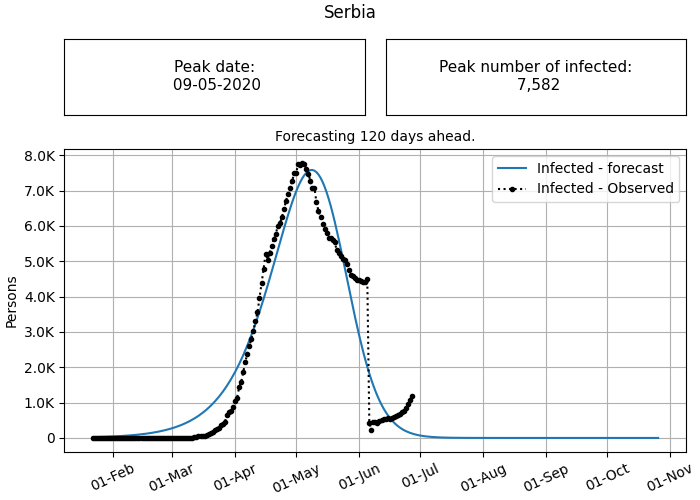 Serbia
Peak date:
09-05-2020
Peak number of infected:
7,582
Forecasting 120 days ahead.
Infected - forecast
Infected - Observed
Persons
8.0K
7.0K
6.0K
5.0K
4.0K
3.0K
2.0K
1.0K
0
01-Feb
01-Mar
01-Apr
01-May
01-Jun
01-Jul
01-Aug
01-Sep
01-Oct
01-Nov